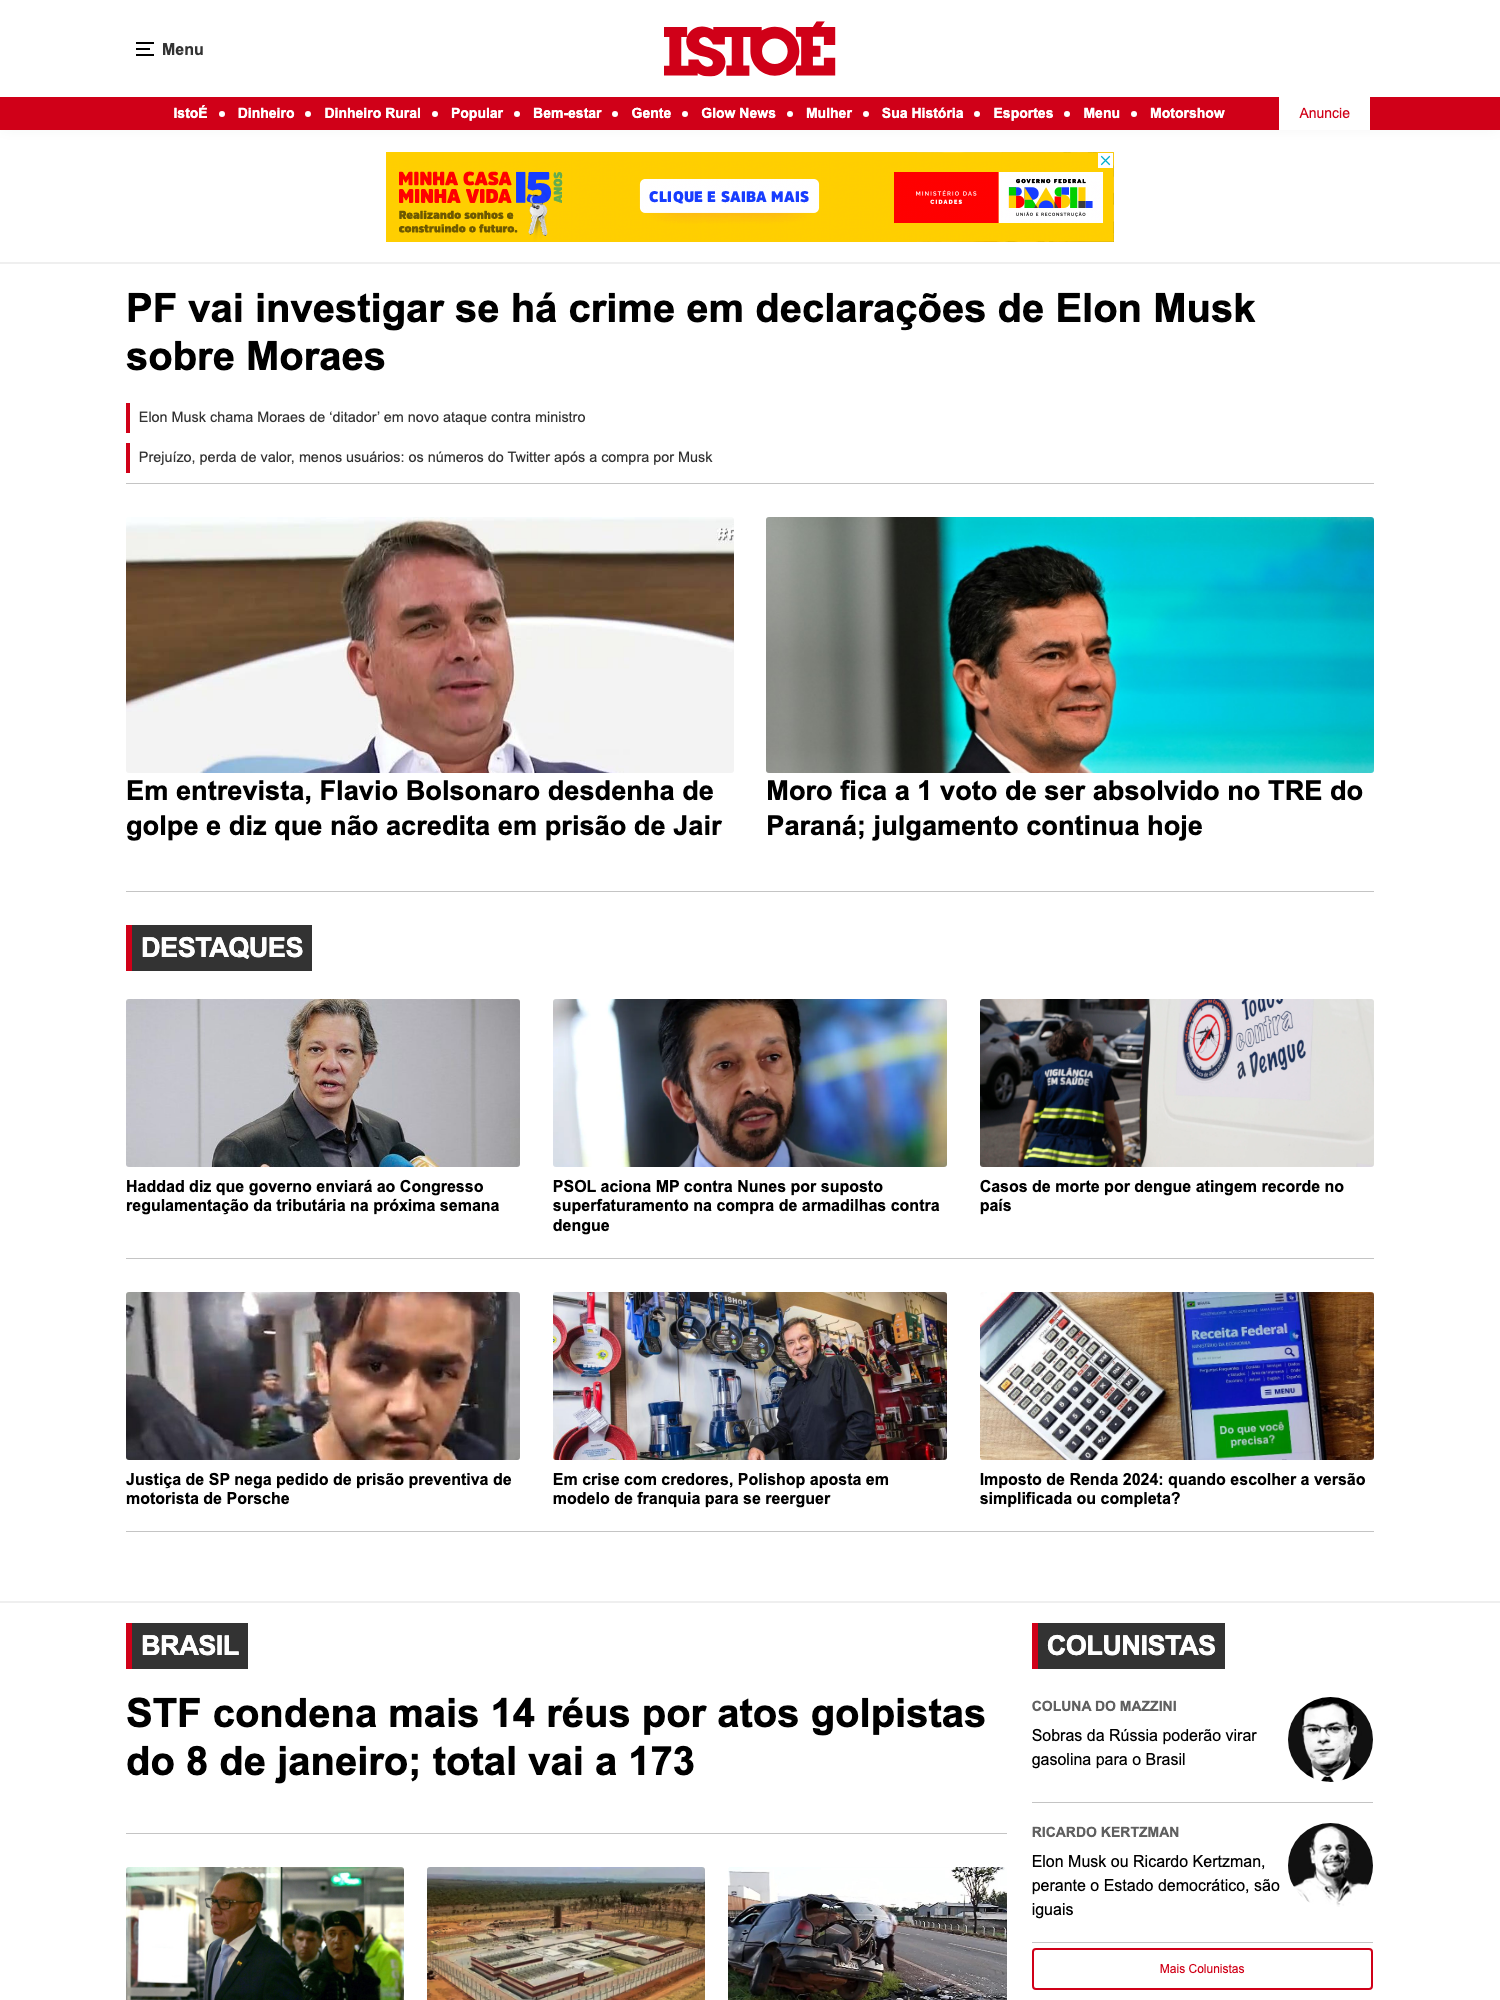 Menu
ISTOÉ
IstoÉ • Dinheiro • Dinheiro Rural • Popular • Bem-estar • Gente • Glow News • Mulher • Sua História • Esportes • Menu • Motorshow
Anuncie
MINHA CASA
MINHA VIDA 15 ANOS
Realizando sonhos e
construindo o futuro.
CLIQUE E SAIBA MAIS
MINISTÉRIO DAS
CIDADES
GOVERNO FEDERAL
BRASIL
UNIÃO E RECONSTRUÇÃO
PF vai investigar se há crime em declarações de Elon Musk
sobre Moraes
Elon Musk chama Moraes de ‘ditador’ em novo ataque contra ministro
Prejuízo, perda de valor, menos usuários: os números do Twitter após a compra por Musk
Em entrevista, Flavio Bolsonaro desdenha de
golpe e diz que não acredita em prisão de Jair
Moro fica a 1 voto de ser absolvido no TRE do
Paraná; julgamento continua hoje
DESTAQUES
VIGILÂNCIA
EM SAÚDE
Todos
contra
a Dengue
Haddad diz que governo enviará ao Congresso
regulamentação da tributária na próxima semana
PSOL aciona MP contra Nunes por suposto
superfaturamento na compra de armadilhas contra
dengue
Casos de morte por dengue atingem recorde no
país
POLISHOP
Receita Federal
MINISTÉRIO DA ECONOMIA
MENU
Do que você
precisa?
Justiça de SP nega pedido de prisão preventiva de
motorista de Porsche
Em crise com credores, Polishop aposta em
modelo de franquia para se reerguer
Imposto de Renda 2024: quando escolher a versão
simplificada ou completa?
BRASIL
STF condena mais 14 réus por atos golpistas
do 8 de janeiro; total vai a 173
COLUNISTAS
COLUNA DO MAZZINI
Sobras da Rússia poderão virar
gasolina para o Brasil
RICARDO KERTZMAN
Elon Musk ou Ricardo Kertzman,
perante o Estado democrático, são
iguais
Mais Colunistas